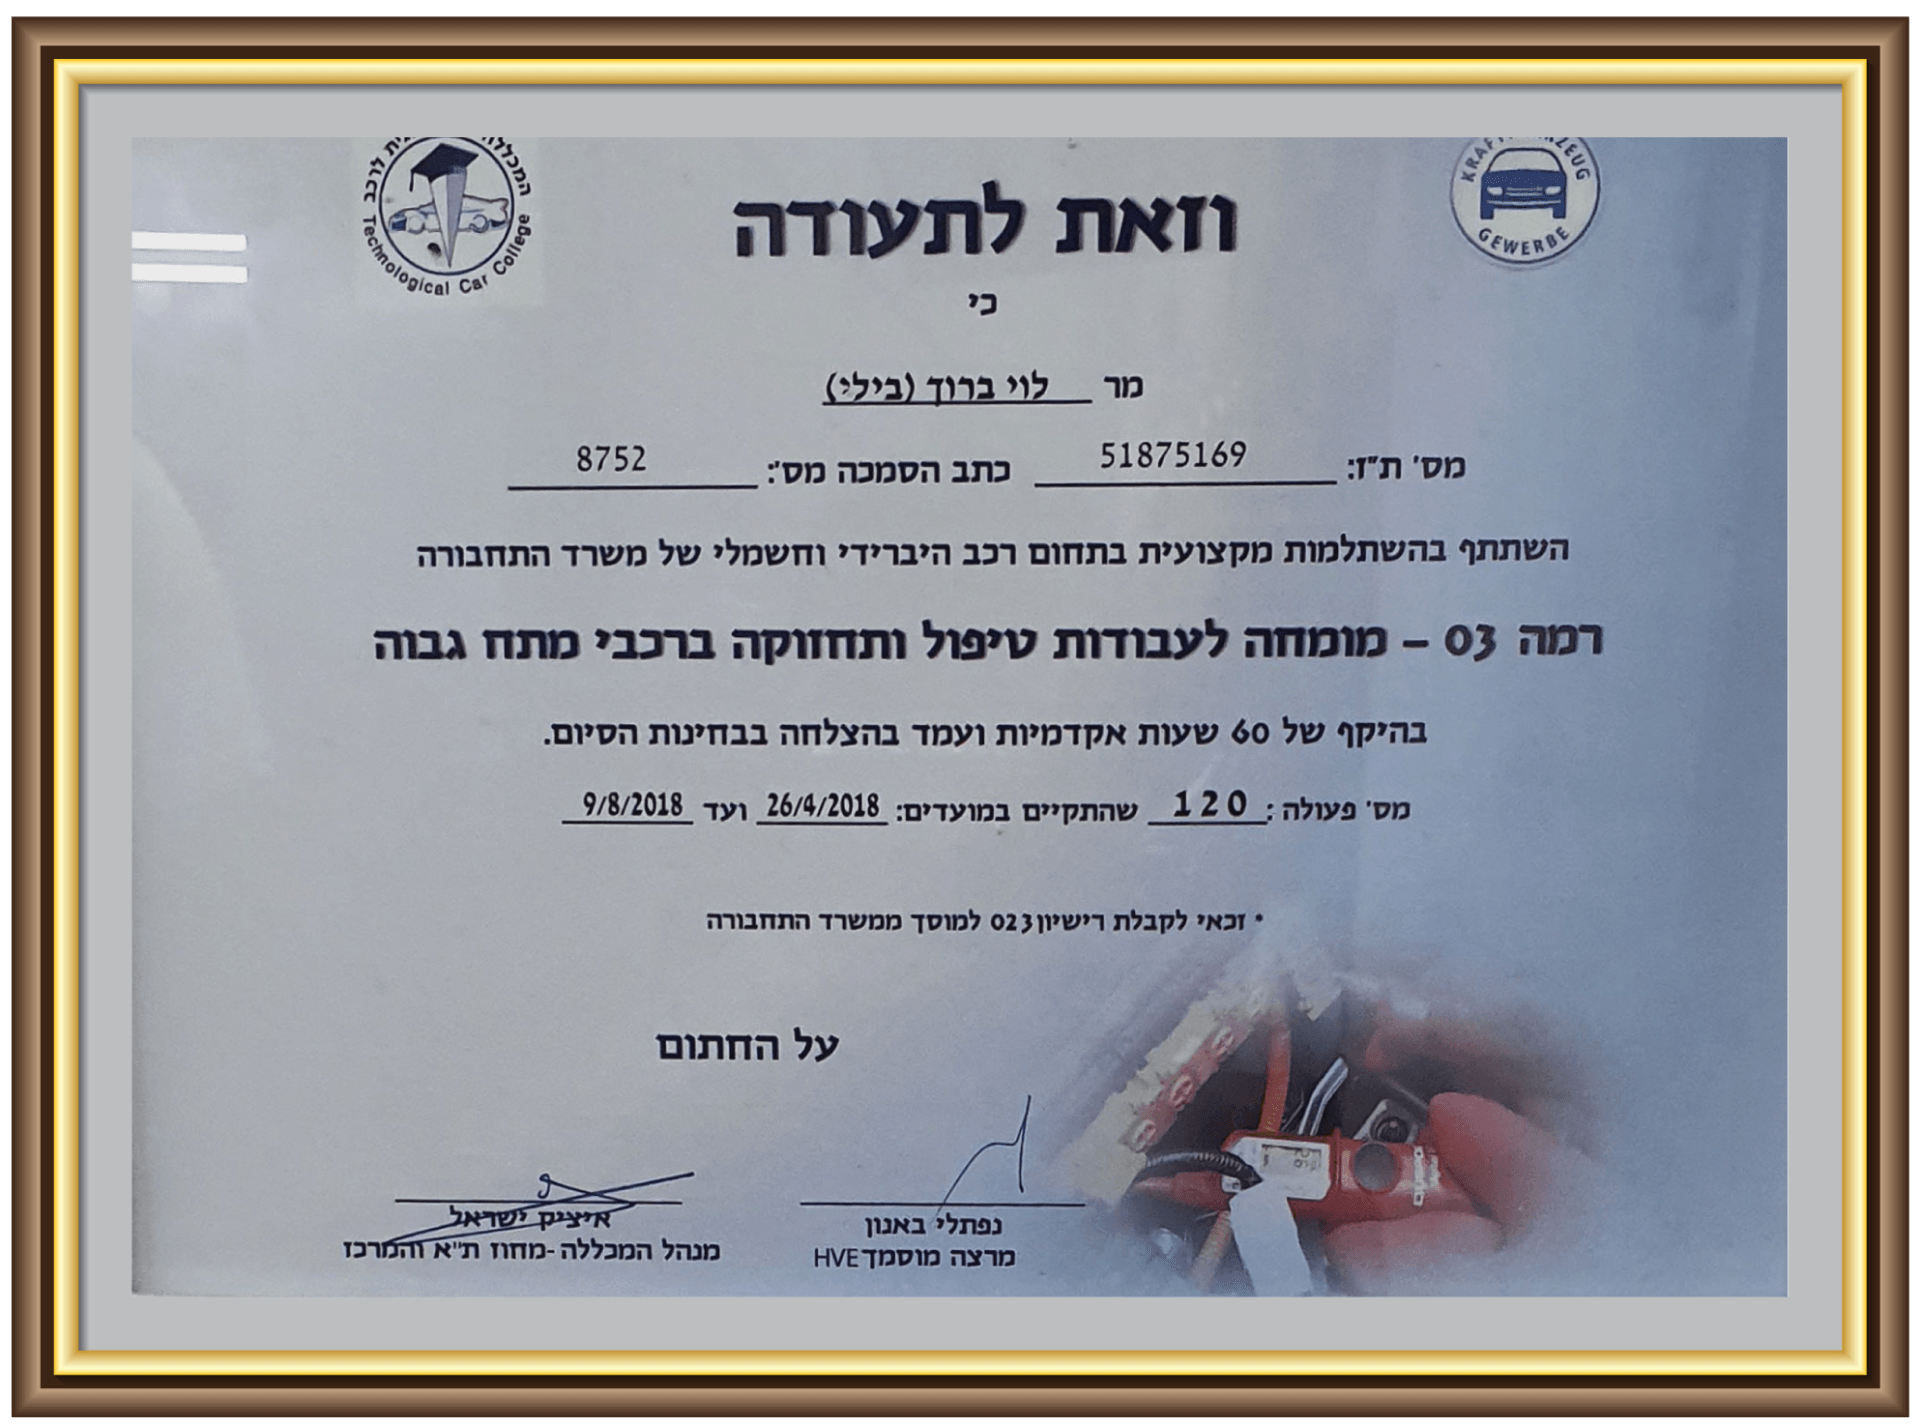 Technological Car College
GEWERBE
וזאת לתעודה
כי
מר לוי ברוך (בילי)
מס' ת"ז: 51875169 כתב הסמכה מס': 8752
השתתף בהשתלמות מקצועית בתחום רכב היברידי וחשמלי של משרד התחבורה
רמה 03 – מומחה לעבודות טיפול ותחזוקה ברכבי מתח גבוה
בהיקף של 60 שעות אקדמיות ועמד בהצלחה בבחינות הסיום.
מס' פעולה: 120 שהתקיים במועדים: 26/4/2018 ועד 9/8/2018
* זכאי לקבלת רישיון 023 למוסך ממשרד התחבורה
על החתום
נפתלי באנון
מרצה מוסמך HVE
איציק ישראל
מנהל המכללה - מחוז ת"א והמרכז